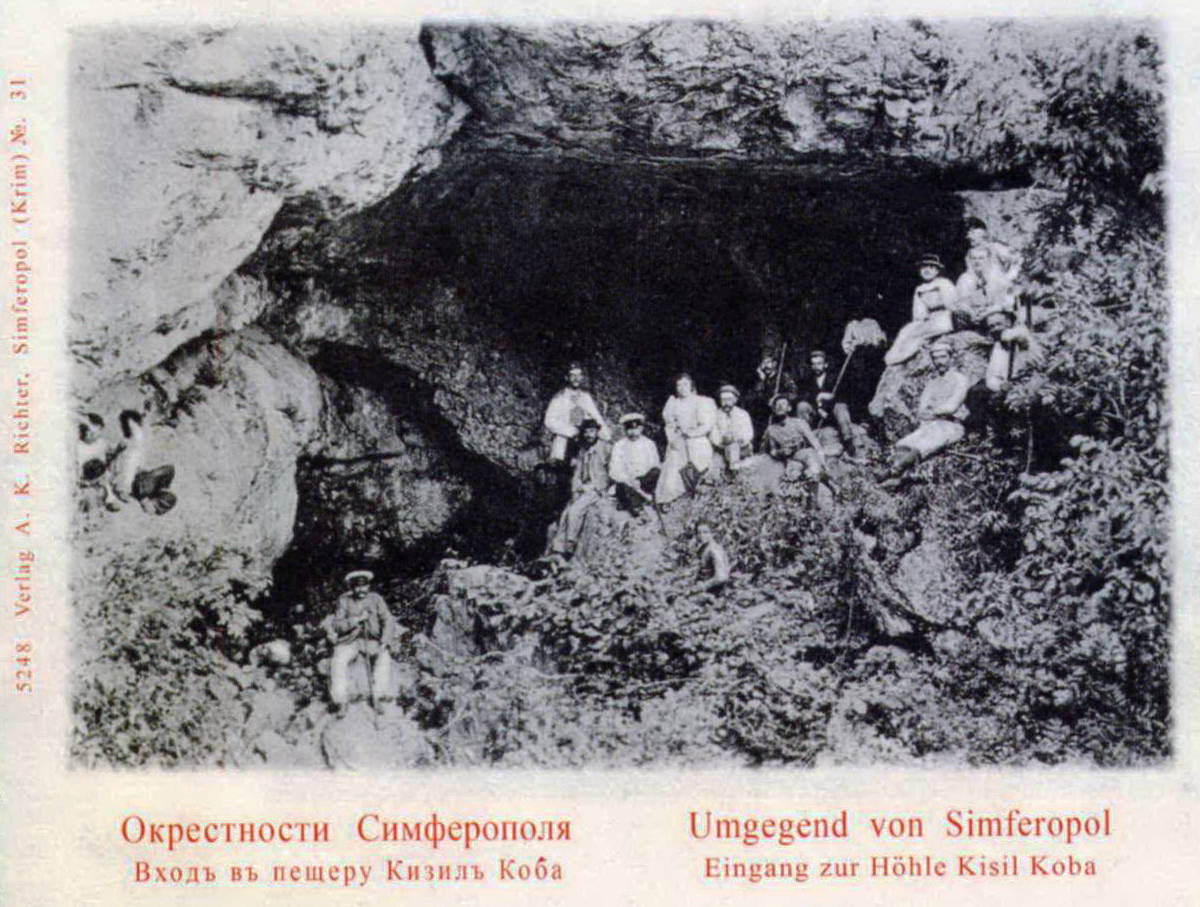 5248 Verlag A. K. Richter, Simferopol (Krim) №. 31
Окрестности Симферополя
Входъ въ пещеру Кизилъ Коба
Umgegend von Simferopol
Eingang zur Höhle Kisil Koba